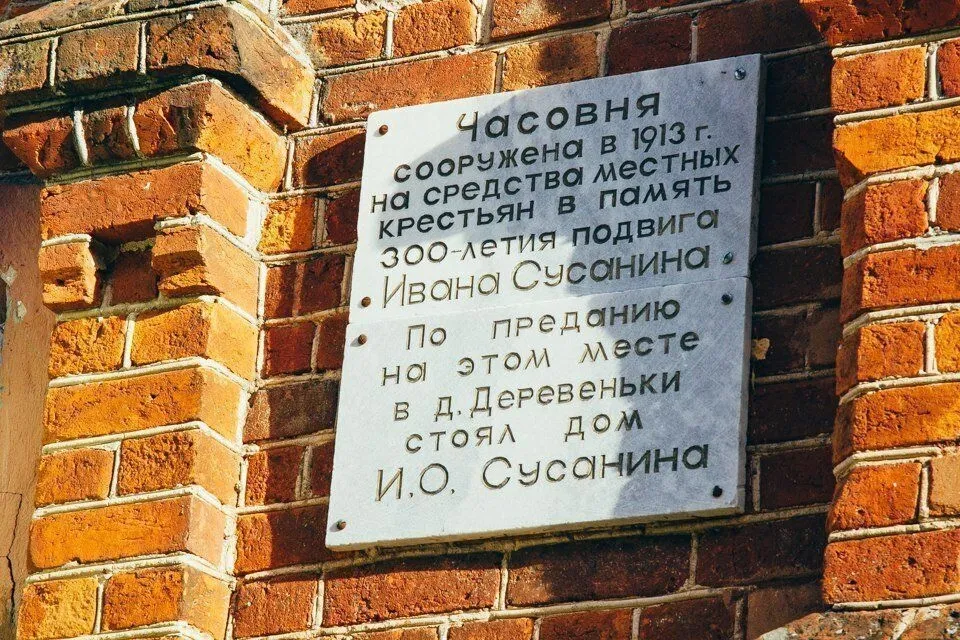 Часовня
сооружена в 1913 г.
на средства местных
крестьян в память
300-летия подвига
Ивана Сусанина
По преданию
на этом месте
в д. Деревеньки
стоял дом
И.О. Сусанина